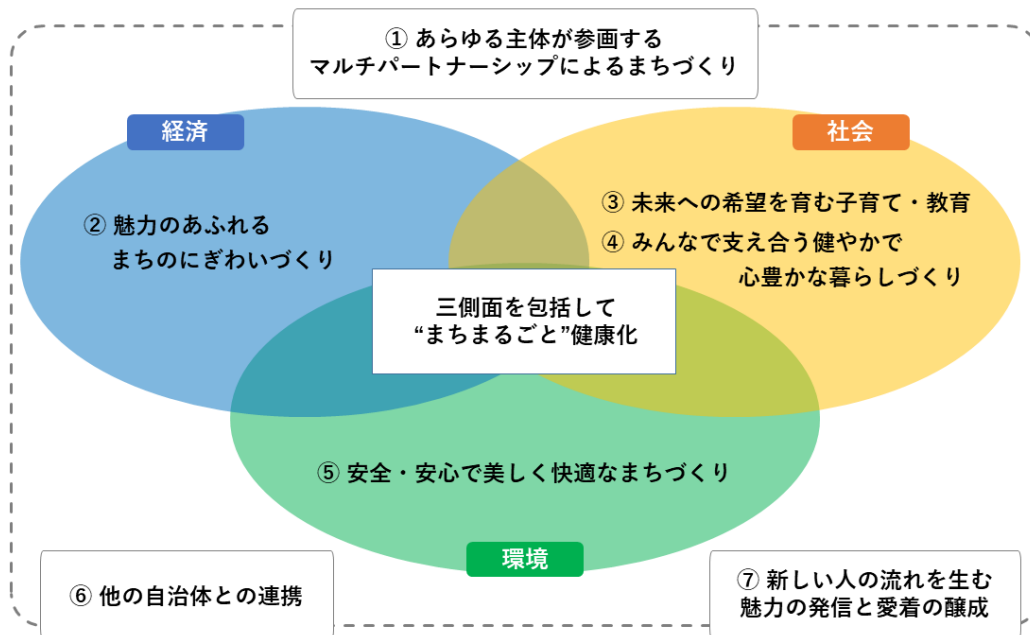 ① あらゆる主体が参画する
マルチパートナーシップによるまちづくり
経済
社会
② 魅力のあふれる
まちのにぎわいづくり
③ 未来への希望を育む子育て・教育
④ みんなで支え合う健やかで
心豊かな暮らしづくり
三側面を包括して
“まちまるごと”健康化
⑤ 安全・安心で美しく快適なまちづくり
環境
⑥ 他の自治体との連携
⑦ 新しい人の流れを生む
魅力の発信と愛着の醸成